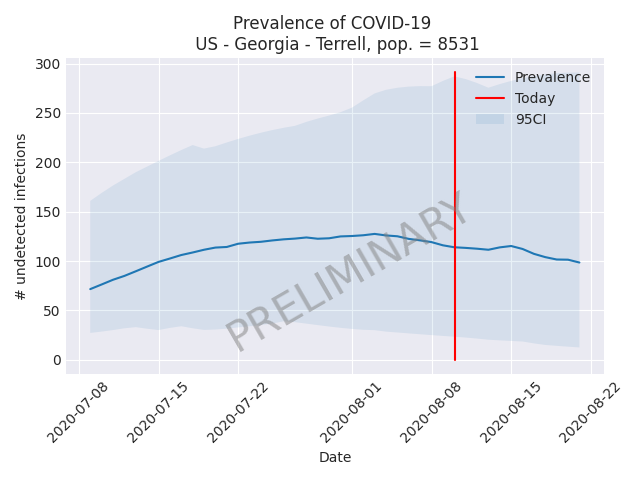 Prevalence of COVID-19
US - Georgia - Terrell, pop. = 8531
300
250
200
150
100
50
0
# undetected infections
Prevalence
Today
95CI
PRELIMINARY
2020-07-08
2020-07-15
2020-07-22
2020-08-01
2020-08-08
2020-08-15
2020-08-22
Date